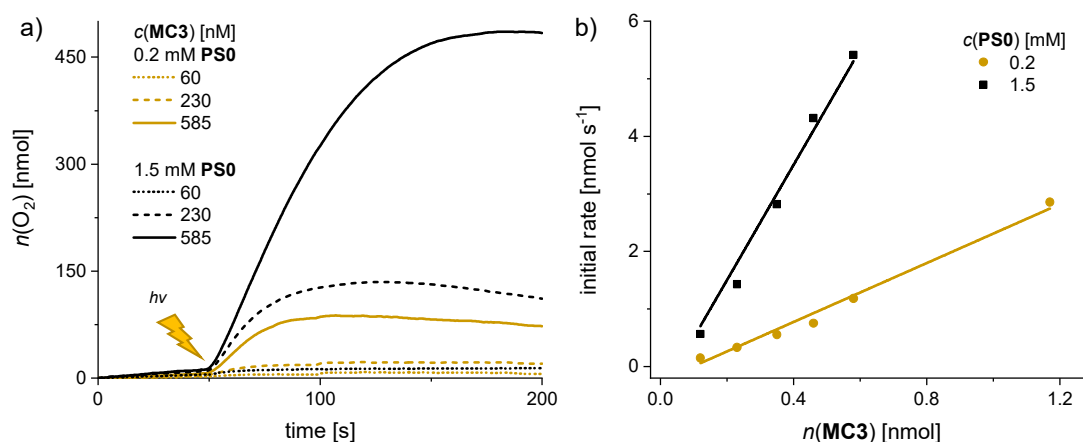 a)
c(MC3) [nM]
0.2 mM PS0
60
230
585
1.5 mM PS0
60
230
585
hν
n(O₂) [nmol]
450
300
150
0
0
100
200
time [s]
b)
c(PS0) [mM]
0.2
1.5
initial rate [nmol s⁻¹]
6
4
2
0
0.0
0.4
0.8
1.2
n(MC3) [nmol]